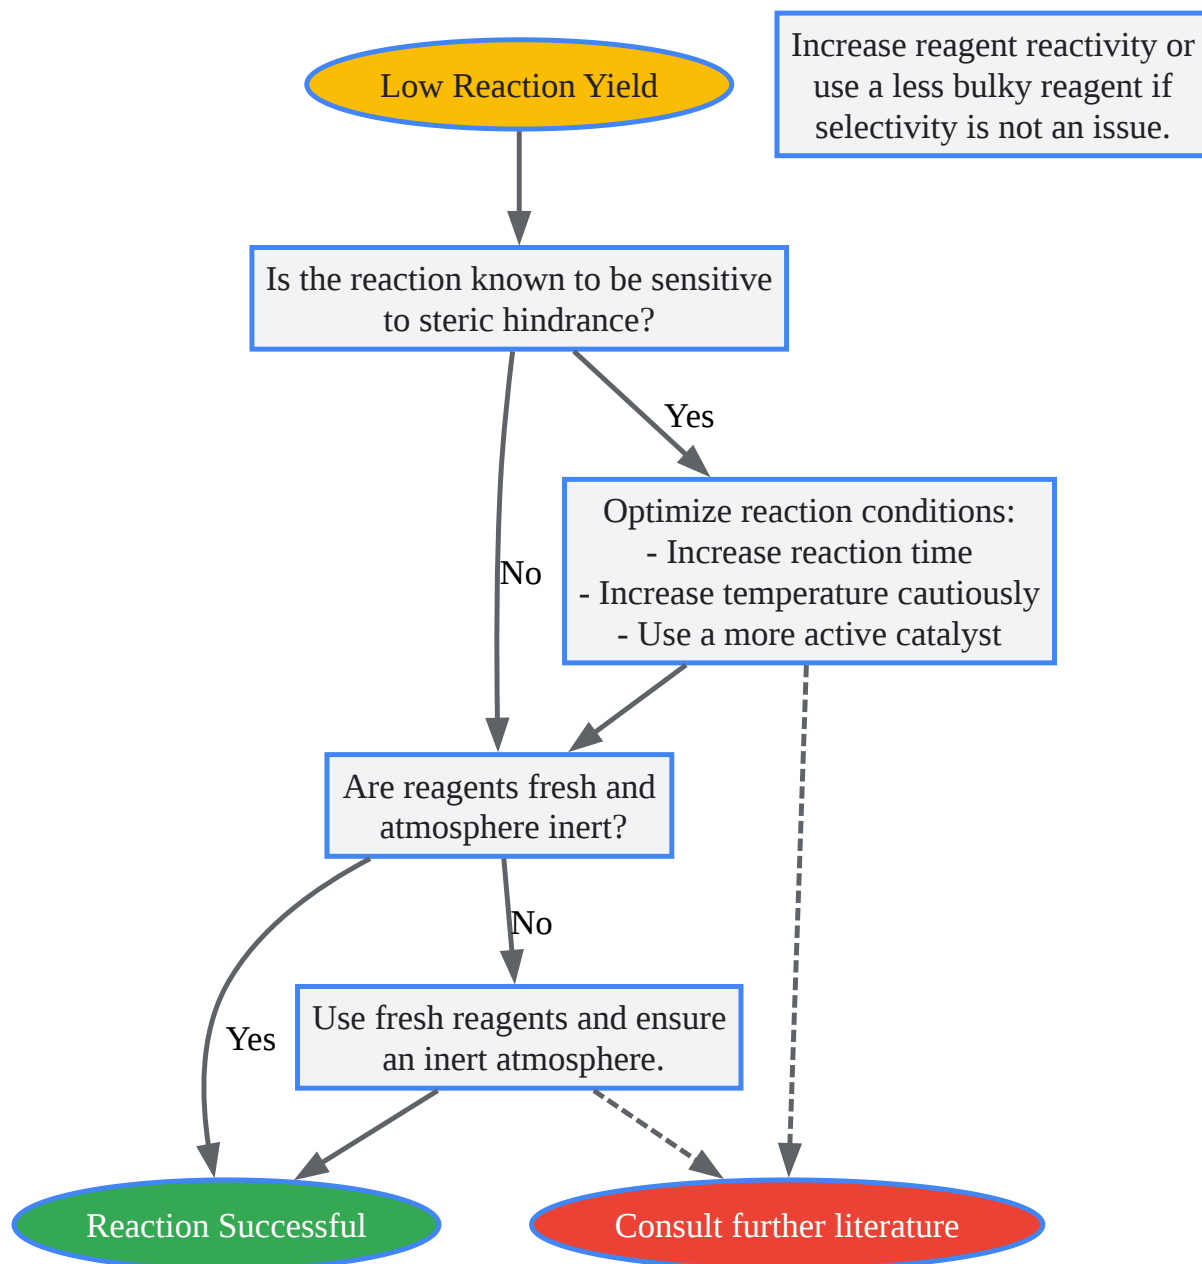 Low Reaction Yield
Increase reagent reactivity or
use a less bulky reagent if
selectivity is not an issue.
Is the reaction known to be sensitive
to steric hindrance?
Yes
No
Optimize reaction conditions:
- Increase reaction time
- Increase temperature cautiously
- Use a more active catalyst
Are reagents fresh and
atmosphere inert?
No
Yes
Use fresh reagents and ensure
an inert atmosphere.
Reaction Successful
Consult further literature